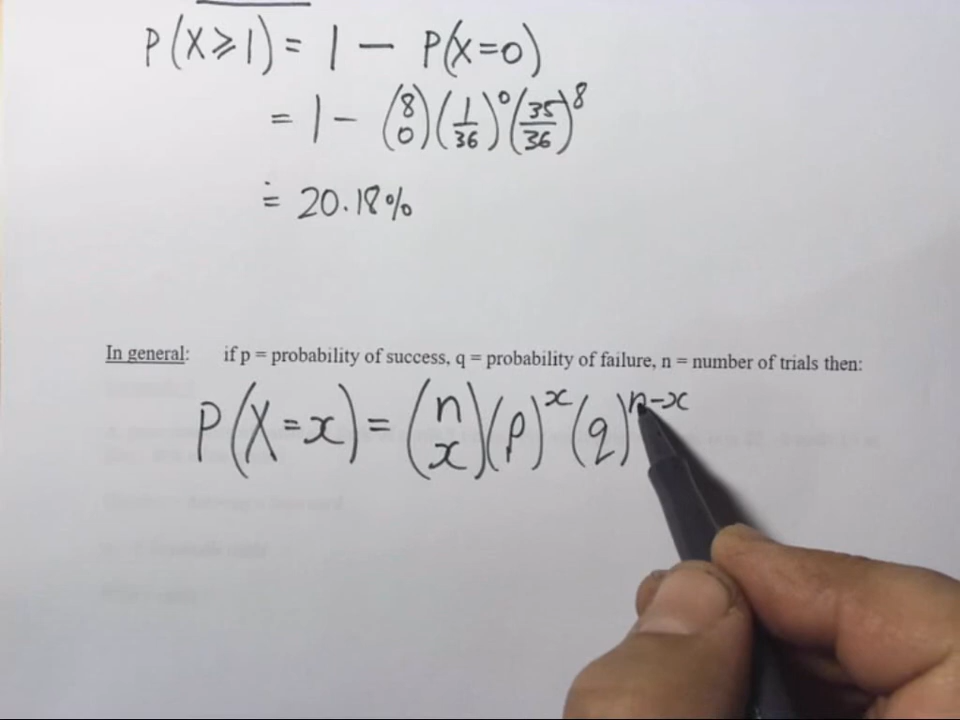 P(X≥1) = 1 − P(X=0)
= 1 − (8 0)(1/36)^0(35/36)^8
≐ 20.18%
In general: if p = probability of success, q = probability of failure, n = number of trials then:
P(X=x) = (n x)(p)^x(q)^n−x